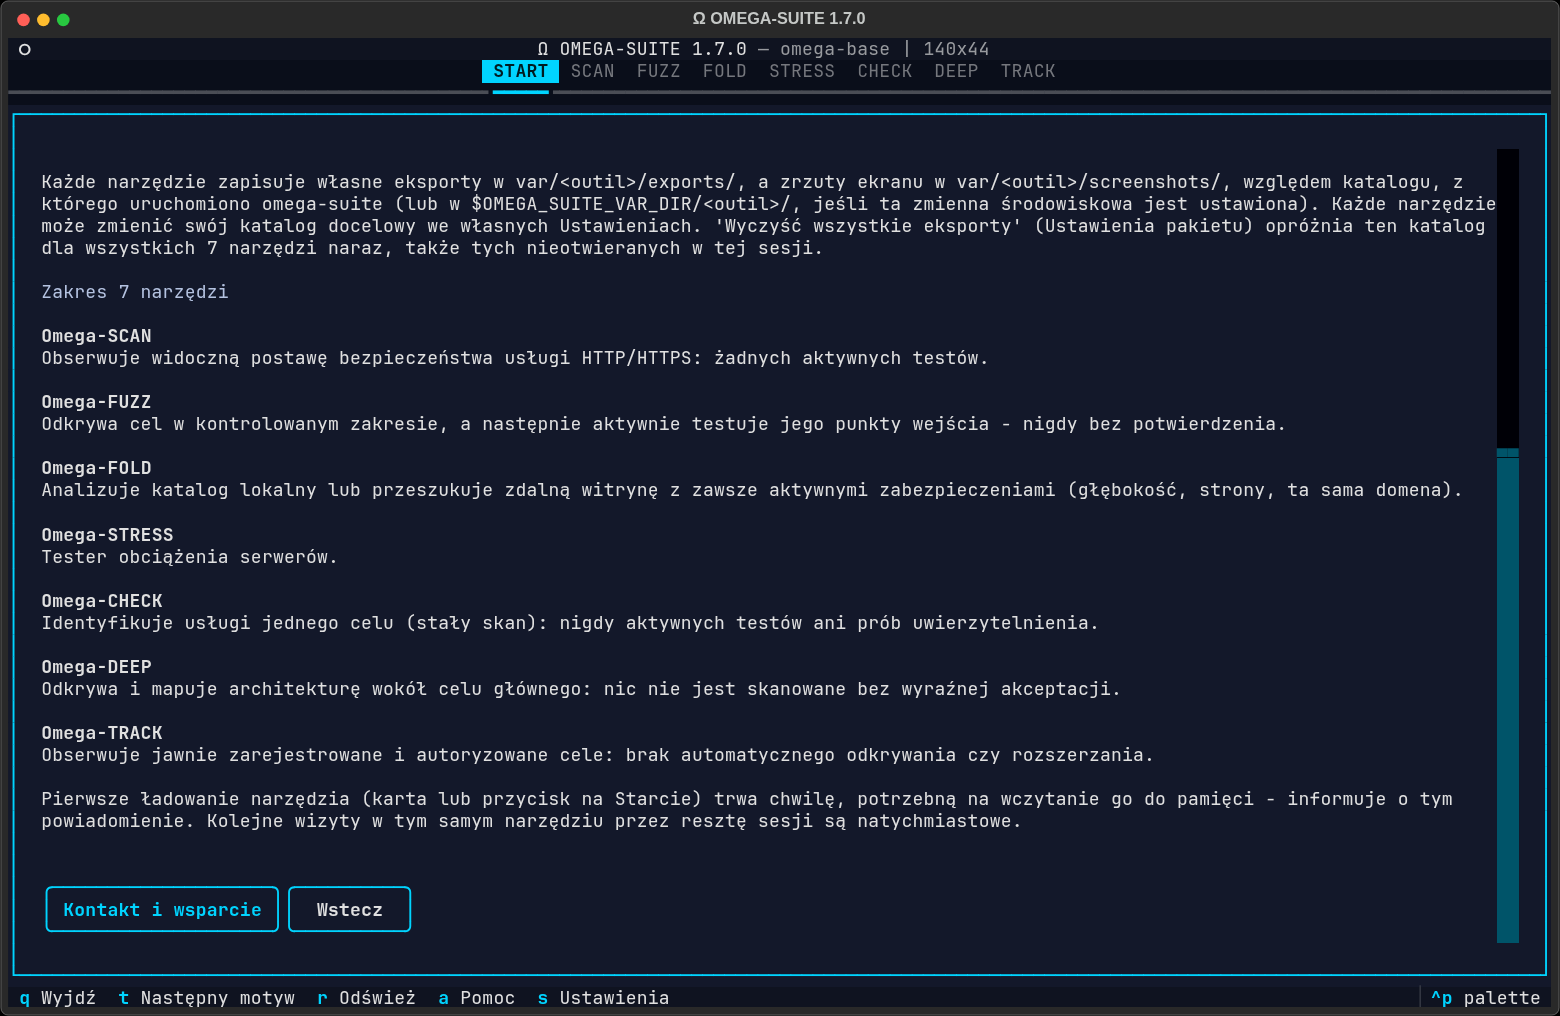 Ω OMEGA-SUITE 1.7.0
Ω OMEGA-SUITE 1.7.0 — omega-base | 140x44
START SCAN FUZZ FOLD STRESS CHECK DEEP TRACK
Każde narzędzie zapisuje własne eksporty w var/<outil>/exports/, a zrzuty ekranu w var/<outil>/screenshots/, względem katalogu, z
którego uruchomiono omega-suite (lub w $OMEGA_SUITE_VAR_DIR/<outil>/, jeśli ta zmienna środowiskowa jest ustawiona). Każde narzędzie
może zmienić swój katalog docelowy we własnych Ustawieniach. 'Wyczyść wszystkie eksporty' (Ustawienia pakietu) opróżnia ten katalog
dla wszystkich 7 narzędzi naraz, także tych nieotwieranych w tej sesji.
Zakres 7 narzędzi
Omega-SCAN
Obserwuje widoczną postawę bezpieczeństwa usługi HTTP/HTTPS: żadnych aktywnych testów.
Omega-FUZZ
Odkrywa cel w kontrolowanym zakresie, a następnie aktywnie testuje jego punkty wejścia - nigdy bez potwierdzenia.
Omega-FOLD
Analizuje katalog lokalny lub przeszukuje zdalną witrynę z zawsze aktywnymi zabezpieczeniami (głębokość, strony, ta sama domena).
Omega-STRESS
Tester obciążenia serwerów.
Omega-CHECK
Identyfikuje usługi jednego celu (stały skan): nigdy aktywnych testów ani prób uwierzytelnienia.
Omega-DEEP
Odkrywa i mapuje architekturę wokół celu głównego: nic nie jest skanowane bez wyraźnej akceptacji.
Omega-TRACK
Obserwuje jawnie zarejestrowane i autoryzowane cele: brak automatycznego odkrywania czy rozszerzania.
Pierwsze ładowanie narzędzia (karta lub przycisk na Starcie) trwa chwilę, potrzebną na wczytanie go do pamięci - informuje o tym
powiadomienie. Kolejne wizyty w tym samym narzędziu przez resztę sesji są natychmiastowe.
Kontakt i wsparcie Wstecz
q Wyjdź t Następny motyw r Odśwież a Pomoc s Ustawienia ^p palette